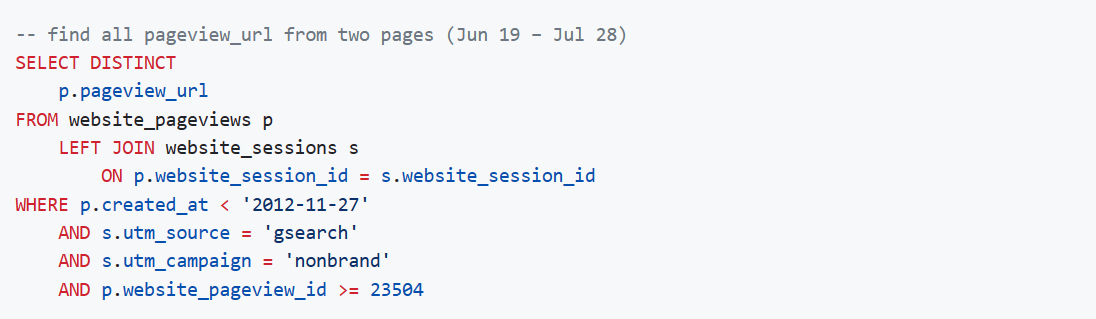 -- find all pageview_url from two pages (Jun 19 – Jul 28)
SELECT DISTINCT
    p.pageview_url
FROM website_pageviews p
    LEFT JOIN website_sessions s
        ON p.website_session_id = s.website_session_id
WHERE p.created_at < '2012-11-27'
    AND s.utm_source = 'gsearch'
    AND s.utm_campaign = 'nonbrand'
    AND p.website_pageview_id >= 23504